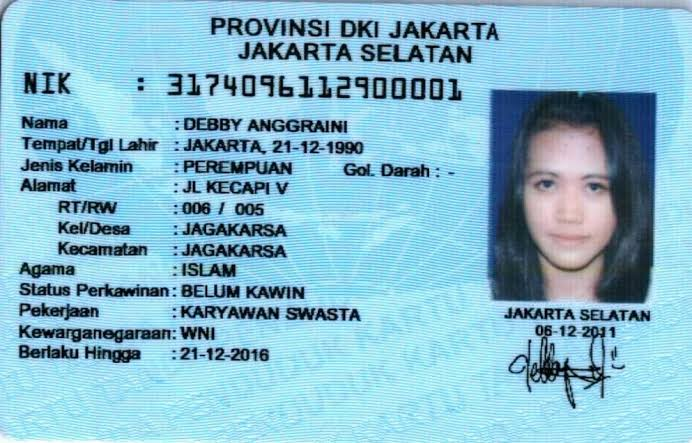 PROVINSI DKI JAKARTA
JAKARTA SELATAN
NIK : 3174096112900001
Nama : DEBBY ANGGRAINI
Tempat/Tgl Lahir : JAKARTA, 21-12-1990
Jenis Kelamin : PEREMPUAN Gol. Darah : -
Alamat : JL KECAPI V
RT/RW : 006 / 005
Kel/Desa : JAGAKARSA
Kecamatan : JAGAKARSA
Agama : ISLAM
Status Perkawinan : BELUM KAWIN
Pekerjaan : KARYAWAN SWASTA
Kewarganegaraan: WNI
Berlaku Hingga : 21-12-2016
JAKARTA SELATAN
06-12-2011
Debby